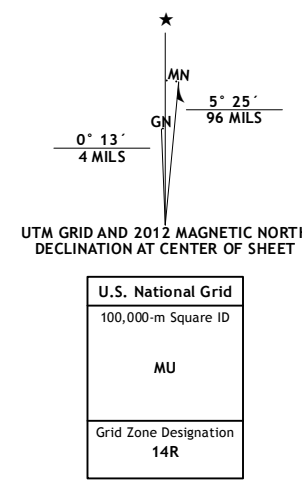 ★
MN
5° 25´
96 MILS
GN
0° 13´
4 MILS
UTM GRID AND 2012 MAGNETIC NORTH
DECLINATION AT CENTER OF SHEET
U.S. National Grid
100,000-m Square ID
MU
Grid Zone Designation
14R